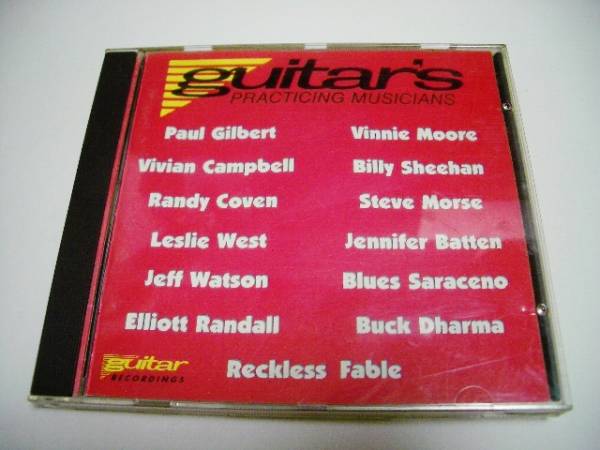 guitar's
PRACTICING MUSICIANS
Paul Gilbert Vinnie Moore
Vivian Campbell Billy Sheehan
Randy Coven Steve Morse
Leslie West Jennifer Batten
Jeff Watson Blues Saraceno
Elliott Randall Buck Dharma
Reckless Fable
guitar
RECORDINGS